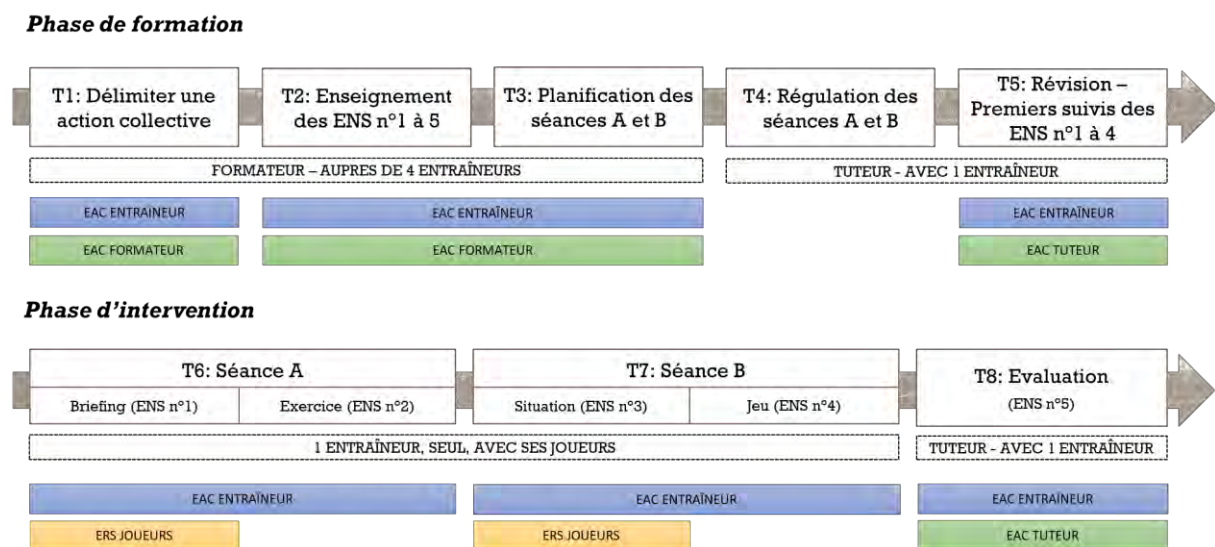 Phase de formation
T1: Délimiter une
action collective
T2: Enseignement
des ENS n°1 à 5
T3: Planification des
séances A et B
T4: Régulation des
séances A et B
T5: Révision –
Premiers suivis des
ENS n°1 à 4
FORMATEUR – AUPRES DE 4 ENTRAÎNEURS
TUTEUR - AVEC 1 ENTRAÎNEUR
EAC ENTRAÎNEUR
EAC ENTRAÎNEUR
EAC ENTRAÎNEUR
EAC FORMATEUR
EAC FORMATEUR
EAC TUTEUR
Phase d'intervention
T6: Séance A
T7: Séance B
T8: Evaluation
(ENS n°5)
Briefing (ENS n°1)
Exercice (ENS n°2)
Situation (ENS n°3)
Jeu (ENS n°4)
1 ENTRAÎNEUR, SEUL, AVEC SES JOUEURS
TUTEUR - AVEC 1 ENTRAÎNEUR
EAC ENTRAÎNEUR
EAC ENTRAÎNEUR
EAC ENTRAÎNEUR
ERS JOUEURS
ERS JOUEURS
EAC TUTEUR